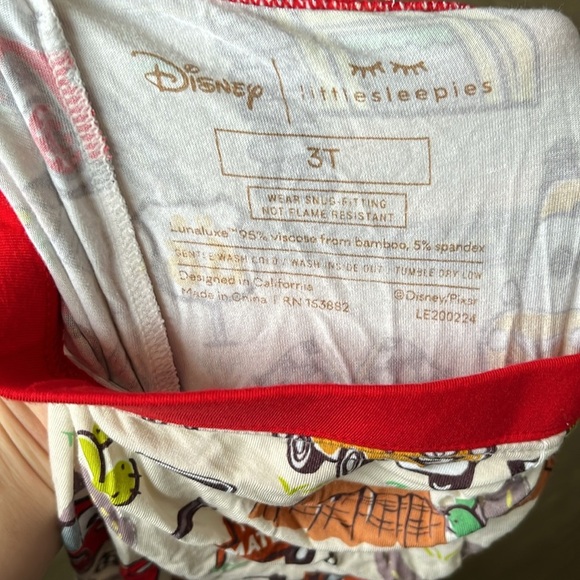 Disney | littlesleepies
3T
WEAR SNUG-FITTING
NOT FLAME RESISTANT
Lunaluxe™ 95% viscose from bamboo, 5% spandex
GENTLE WASH COLD / WASH INSIDE OUT / TUMBLE DRY LOW
Designed in California
Made in China | RN 153882
©Disney/Pixar
LE200224